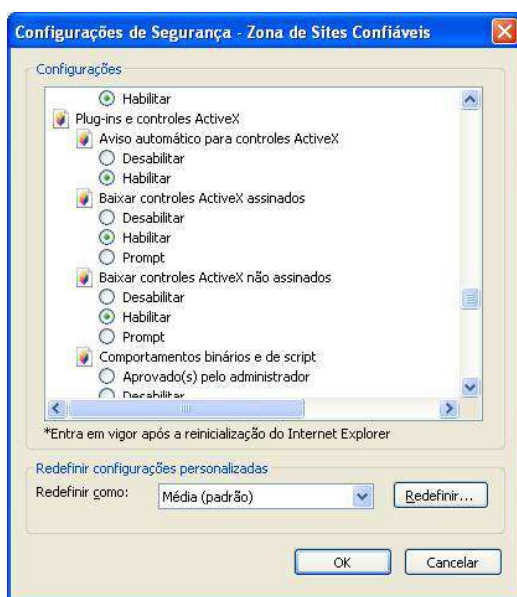 Configurações de Segurança - Zona de Sites Confiáveis
Configurações
Habilitar
Plug-ins e controles ActiveX
Aviso automático para controles ActiveX
Desabilitar
Habilitar
Baixar controles ActiveX assinados
Desabilitar
Habilitar
Prompt
Baixar controles ActiveX não assinados
Desabilitar
Habilitar
Prompt
Comportamentos binários e de script
Aprovado(s) pelo administrador
Desabilitar
*Entra em vigor após a reinicialização do Internet Explorer
Redefinir configurações personalizadas
Redefinir como: Média (padrão) Redefinir...
OK Cancelar